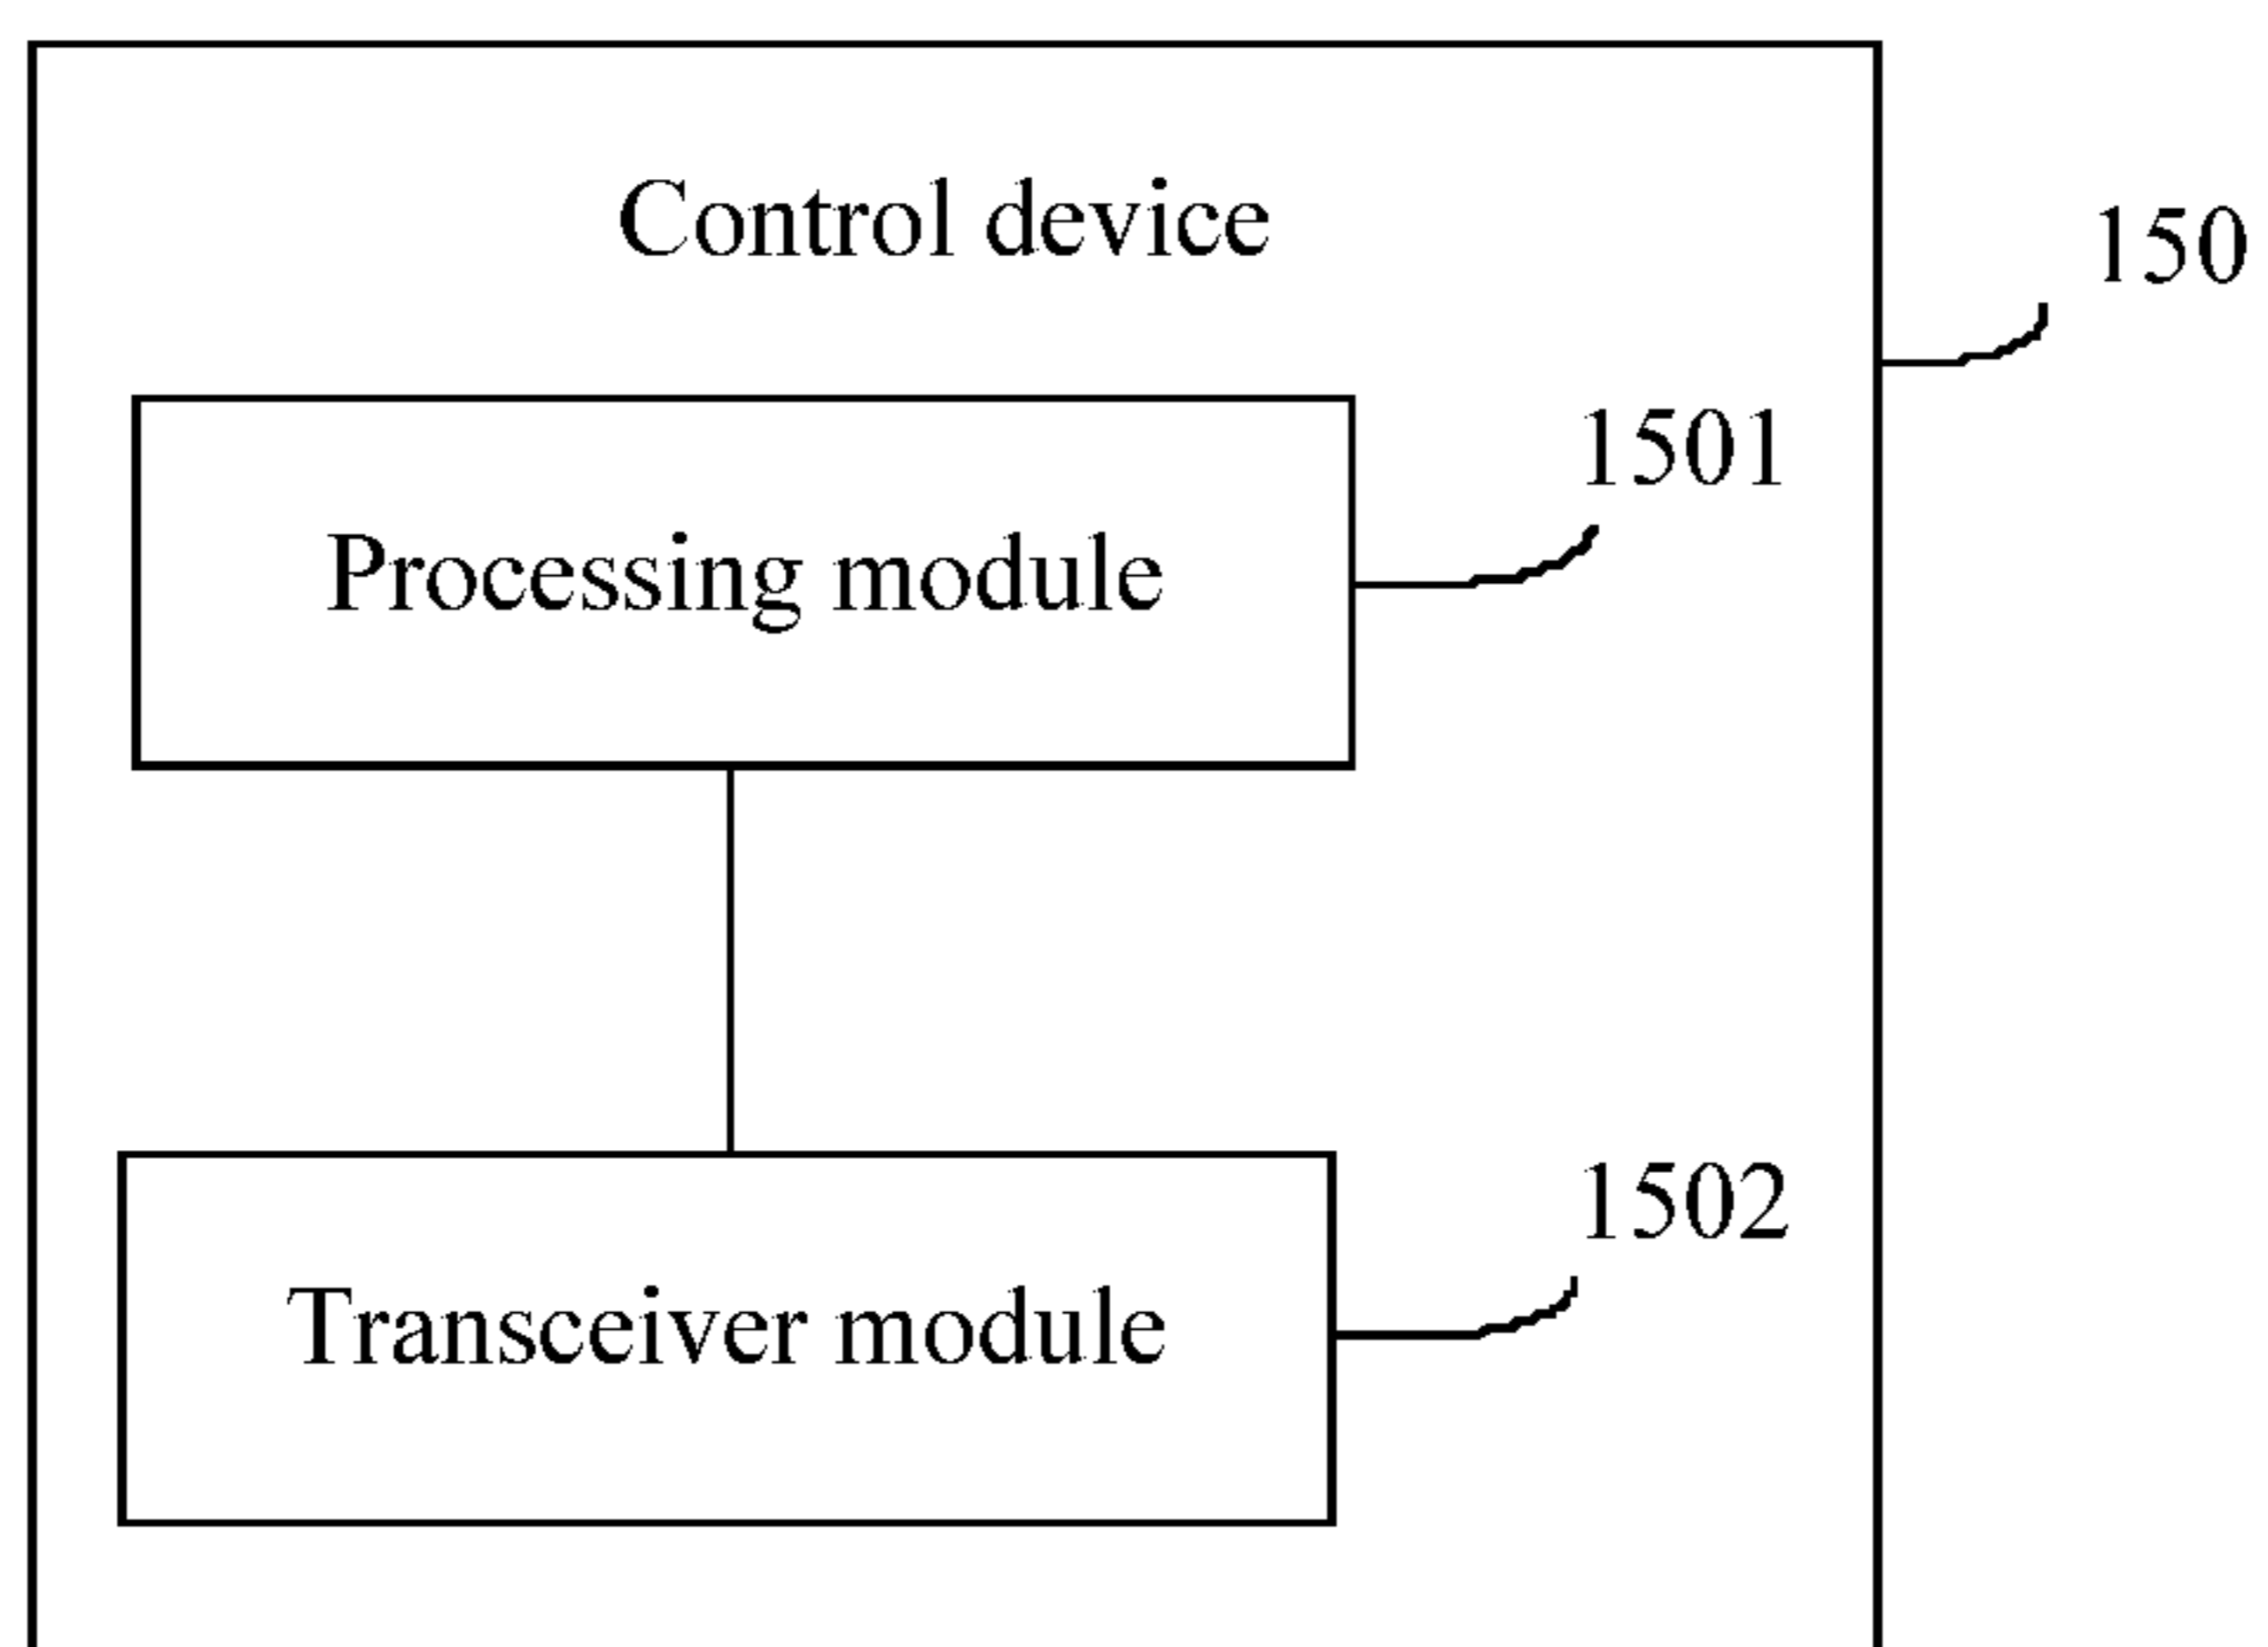 Control device
150
1501
Processing module
1502
Transceiver module